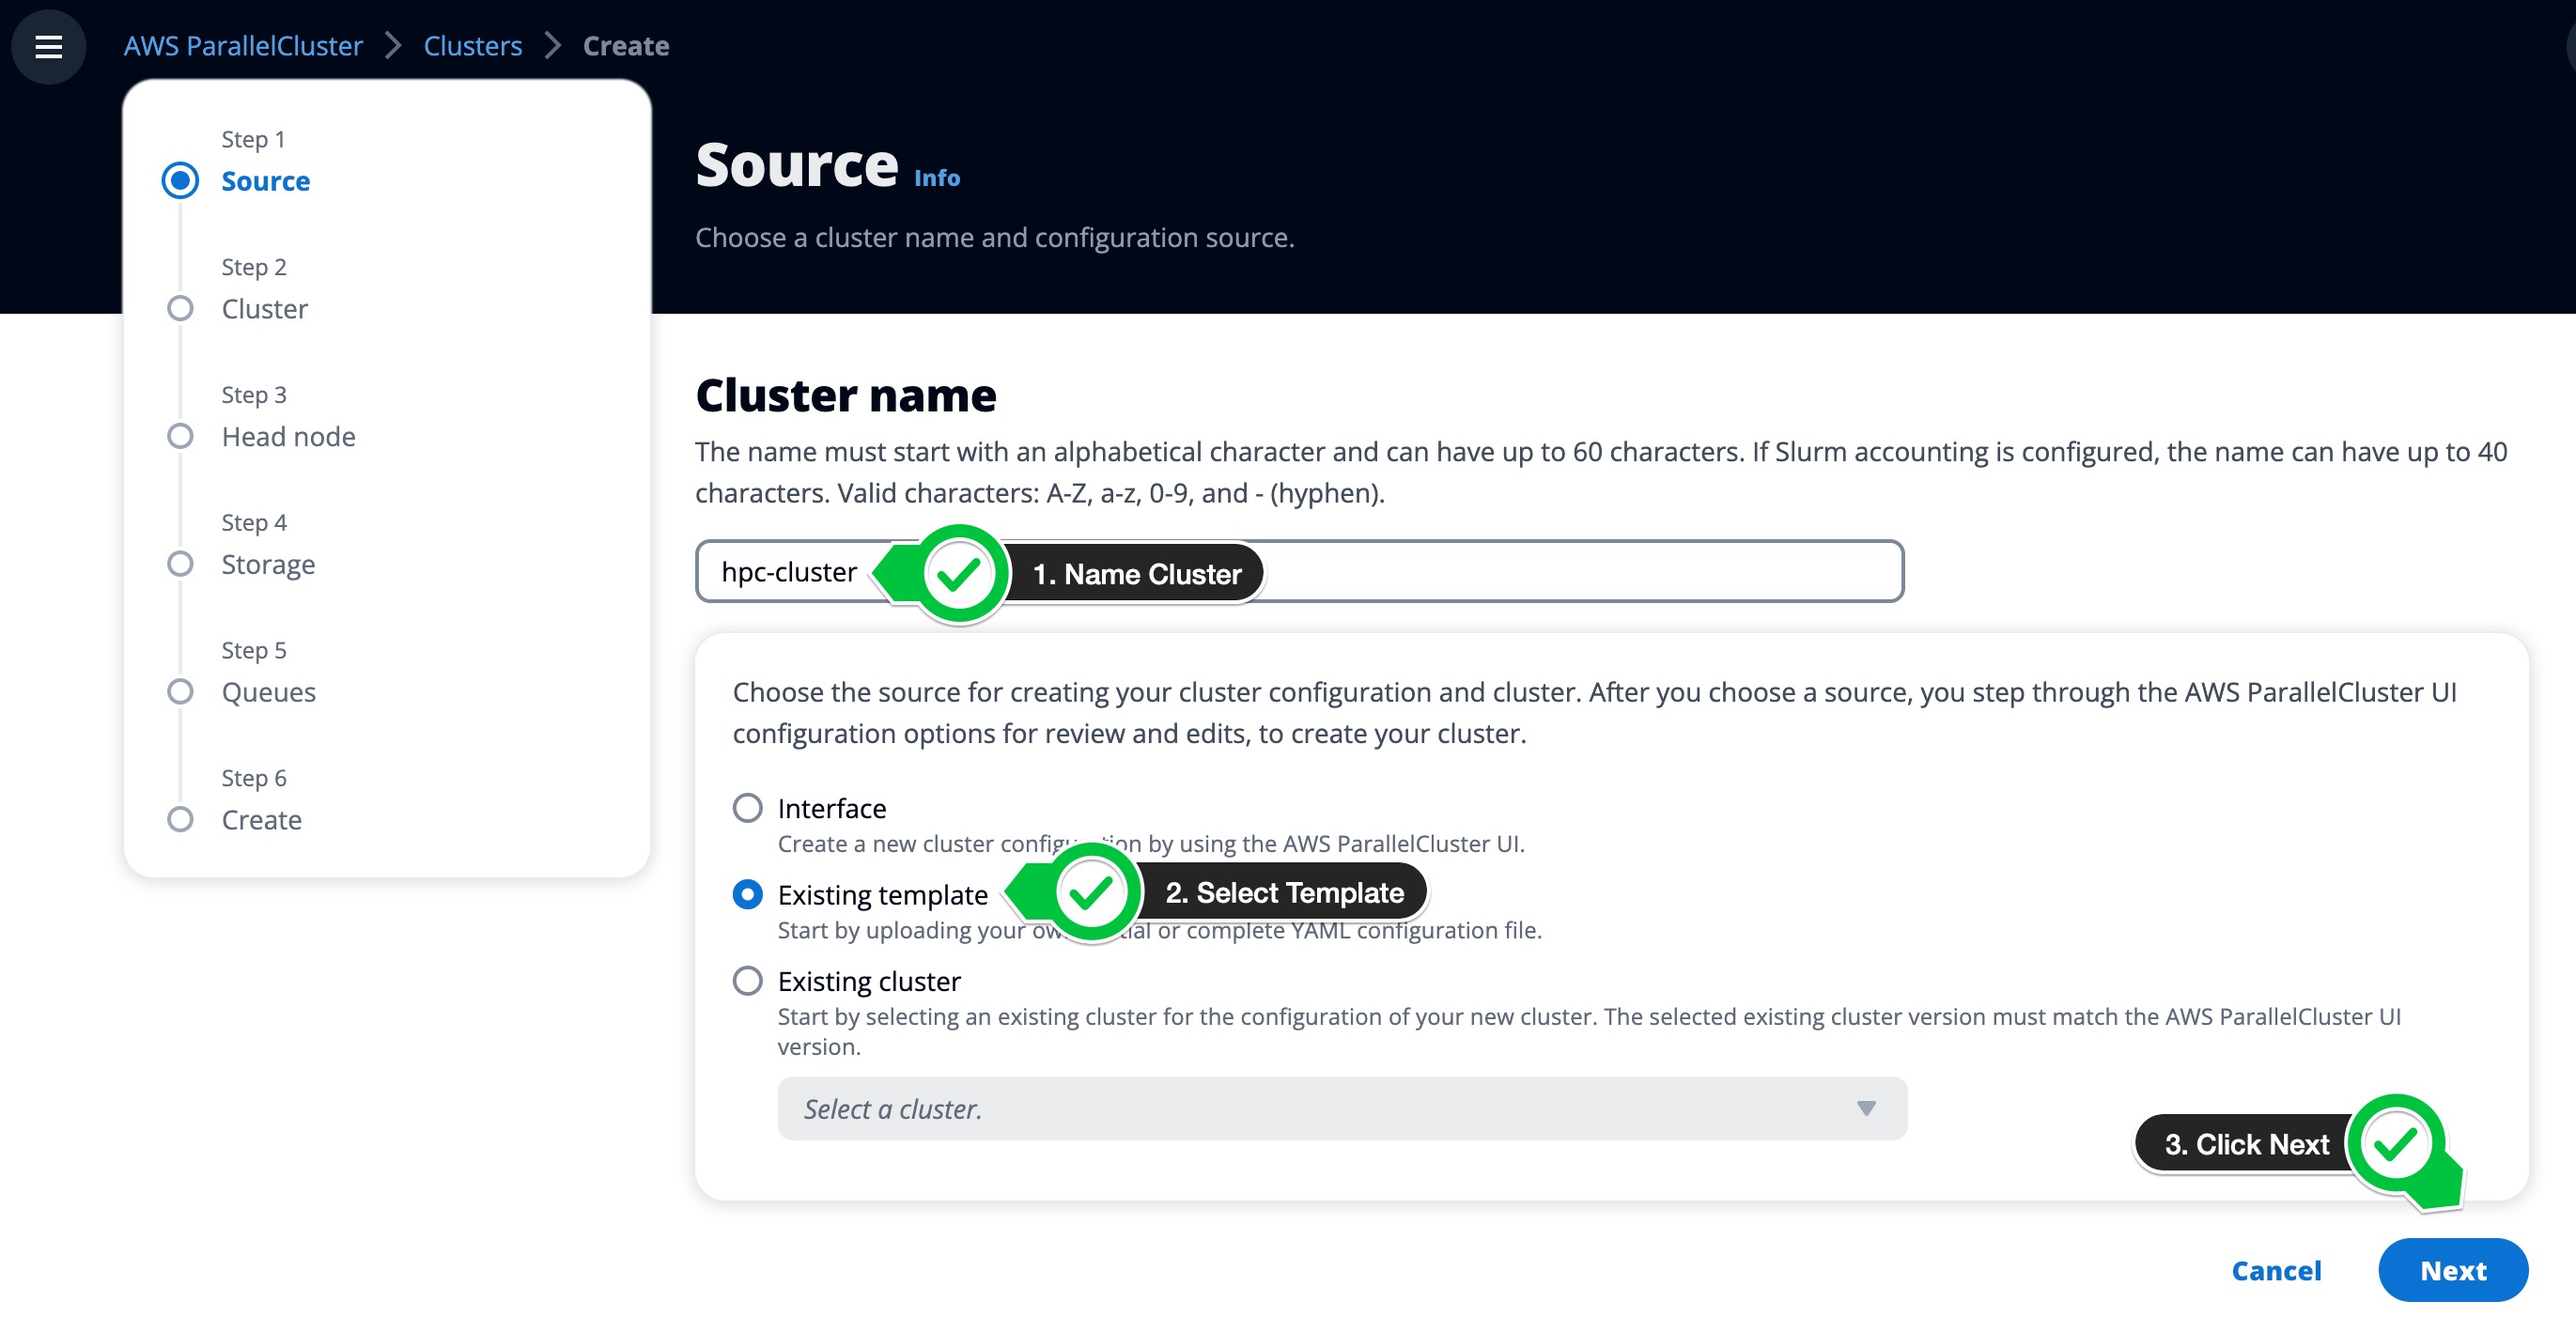 AWS ParallelCluster > Clusters > Create
Step 1
Source
Step 2
Cluster
Step 3
Head node
Step 4
Storage
Step 5
Queues
Step 6
Create
Source Info
Choose a cluster name and configuration source.
Cluster name
The name must start with an alphabetical character and can have up to 60 characters. If Slurm accounting is configured, the name can have up to 40
characters. Valid characters: A-Z, a-z, 0-9, and - (hyphen).
hpc-cluster
1. Name Cluster
Choose the source for creating your cluster configuration and cluster. After you choose a source, you step through the AWS ParallelCluster UI
configuration options for review and edits, to create your cluster.
Interface
Create a new cluster configuration by using the AWS ParallelCluster UI.
Existing template
2. Select Template
Start by uploading your own partial or complete YAML configuration file.
Existing cluster
Start by selecting an existing cluster for the configuration of your new cluster. The selected existing cluster version must match the AWS ParallelCluster UI
version.
Select a cluster.
3. Click Next
Cancel
Next